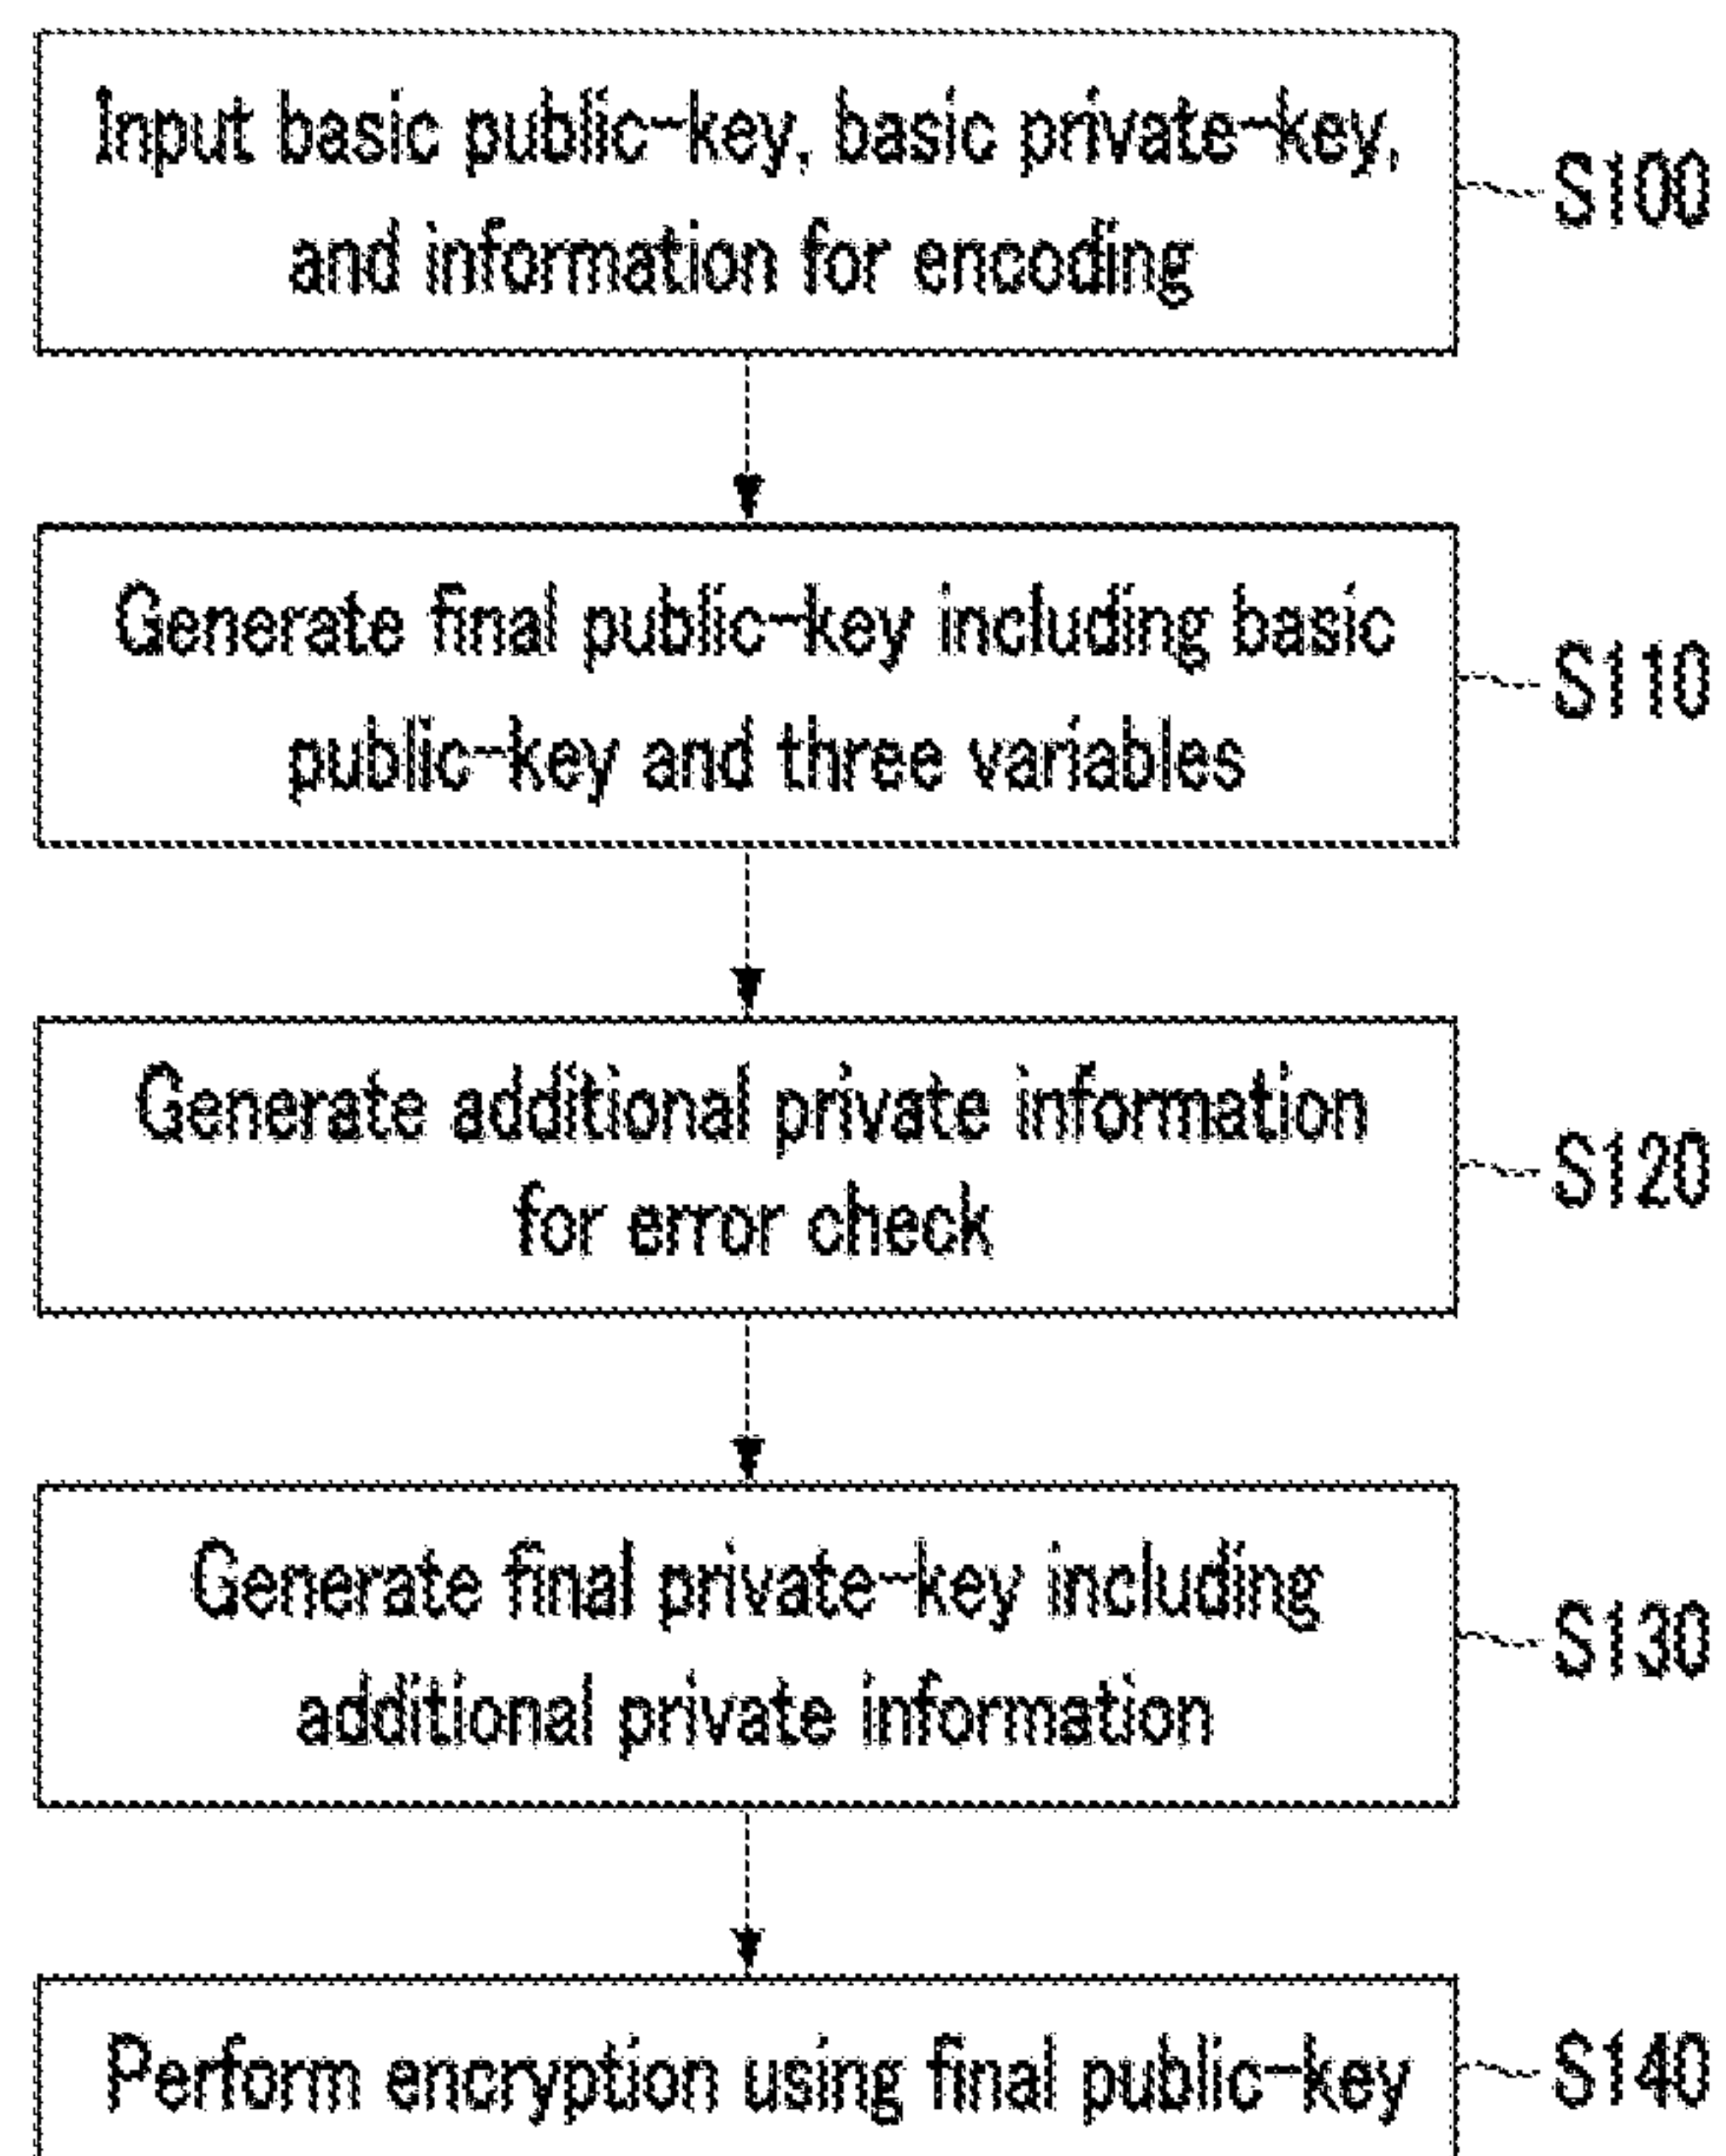 Input basic public-key, basic private-key,
and information for encoding
S100
Generate final public-key including basic
public-key and three variables
S110
Generate additional private information
for error check
S120
Generate final private-key including
additional private information
S130
Perform encryption using final public-key
S140